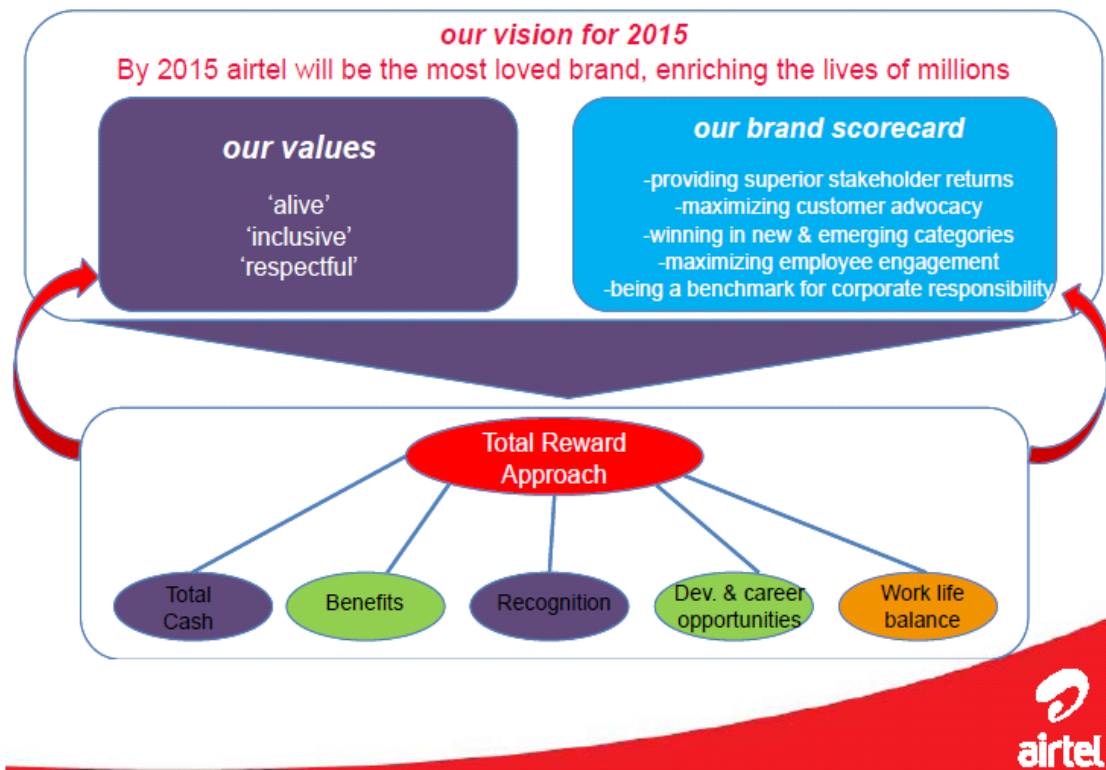 our vision for 2015
By 2015 airtel will be the most loved brand, enriching the lives of millions
our values
‘alive’
‘inclusive’
‘respectful’
our brand scorecard
-providing superior stakeholder returns
-maximizing customer advocacy
-winning in new & emerging categories
-maximizing employee engagement
-being a benchmark for corporate responsibility
Total Reward
Approach
Total
Cash
Benefits
Recognition
Dev. & career
opportunities
Work life
balance
airtel